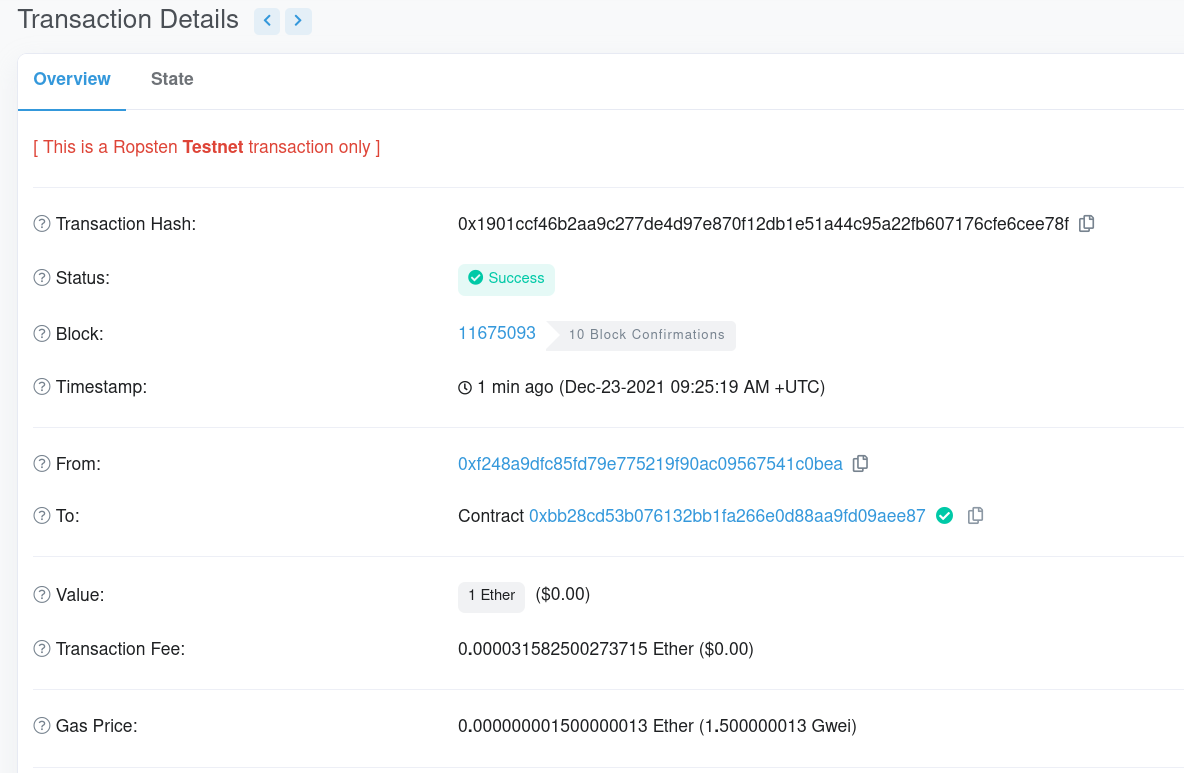 Transaction Details
Overview State
[ This is a Ropsten Testnet transaction only ]
Transaction Hash: 0x1901ccf46b2aa9c277de4d97e870f12db1e51a44c95a22fb607176cfe6cee78f
Status: Success
Block: 11675093 10 Block Confirmations
Timestamp: 1 min ago (Dec-23-2021 09:25:19 AM +UTC)
From: 0xf248a9dfc85fd79e775219f90ac09567541c0bea
To: Contract 0xbb28cd53b076132bb1fa266e0d88aa9fd09aee87
Value: 1 Ether ($0.00)
Transaction Fee: 0.000031582500273715 Ether ($0.00)
Gas Price: 0.000000001500000013 Ether (1.500000013 Gwei)